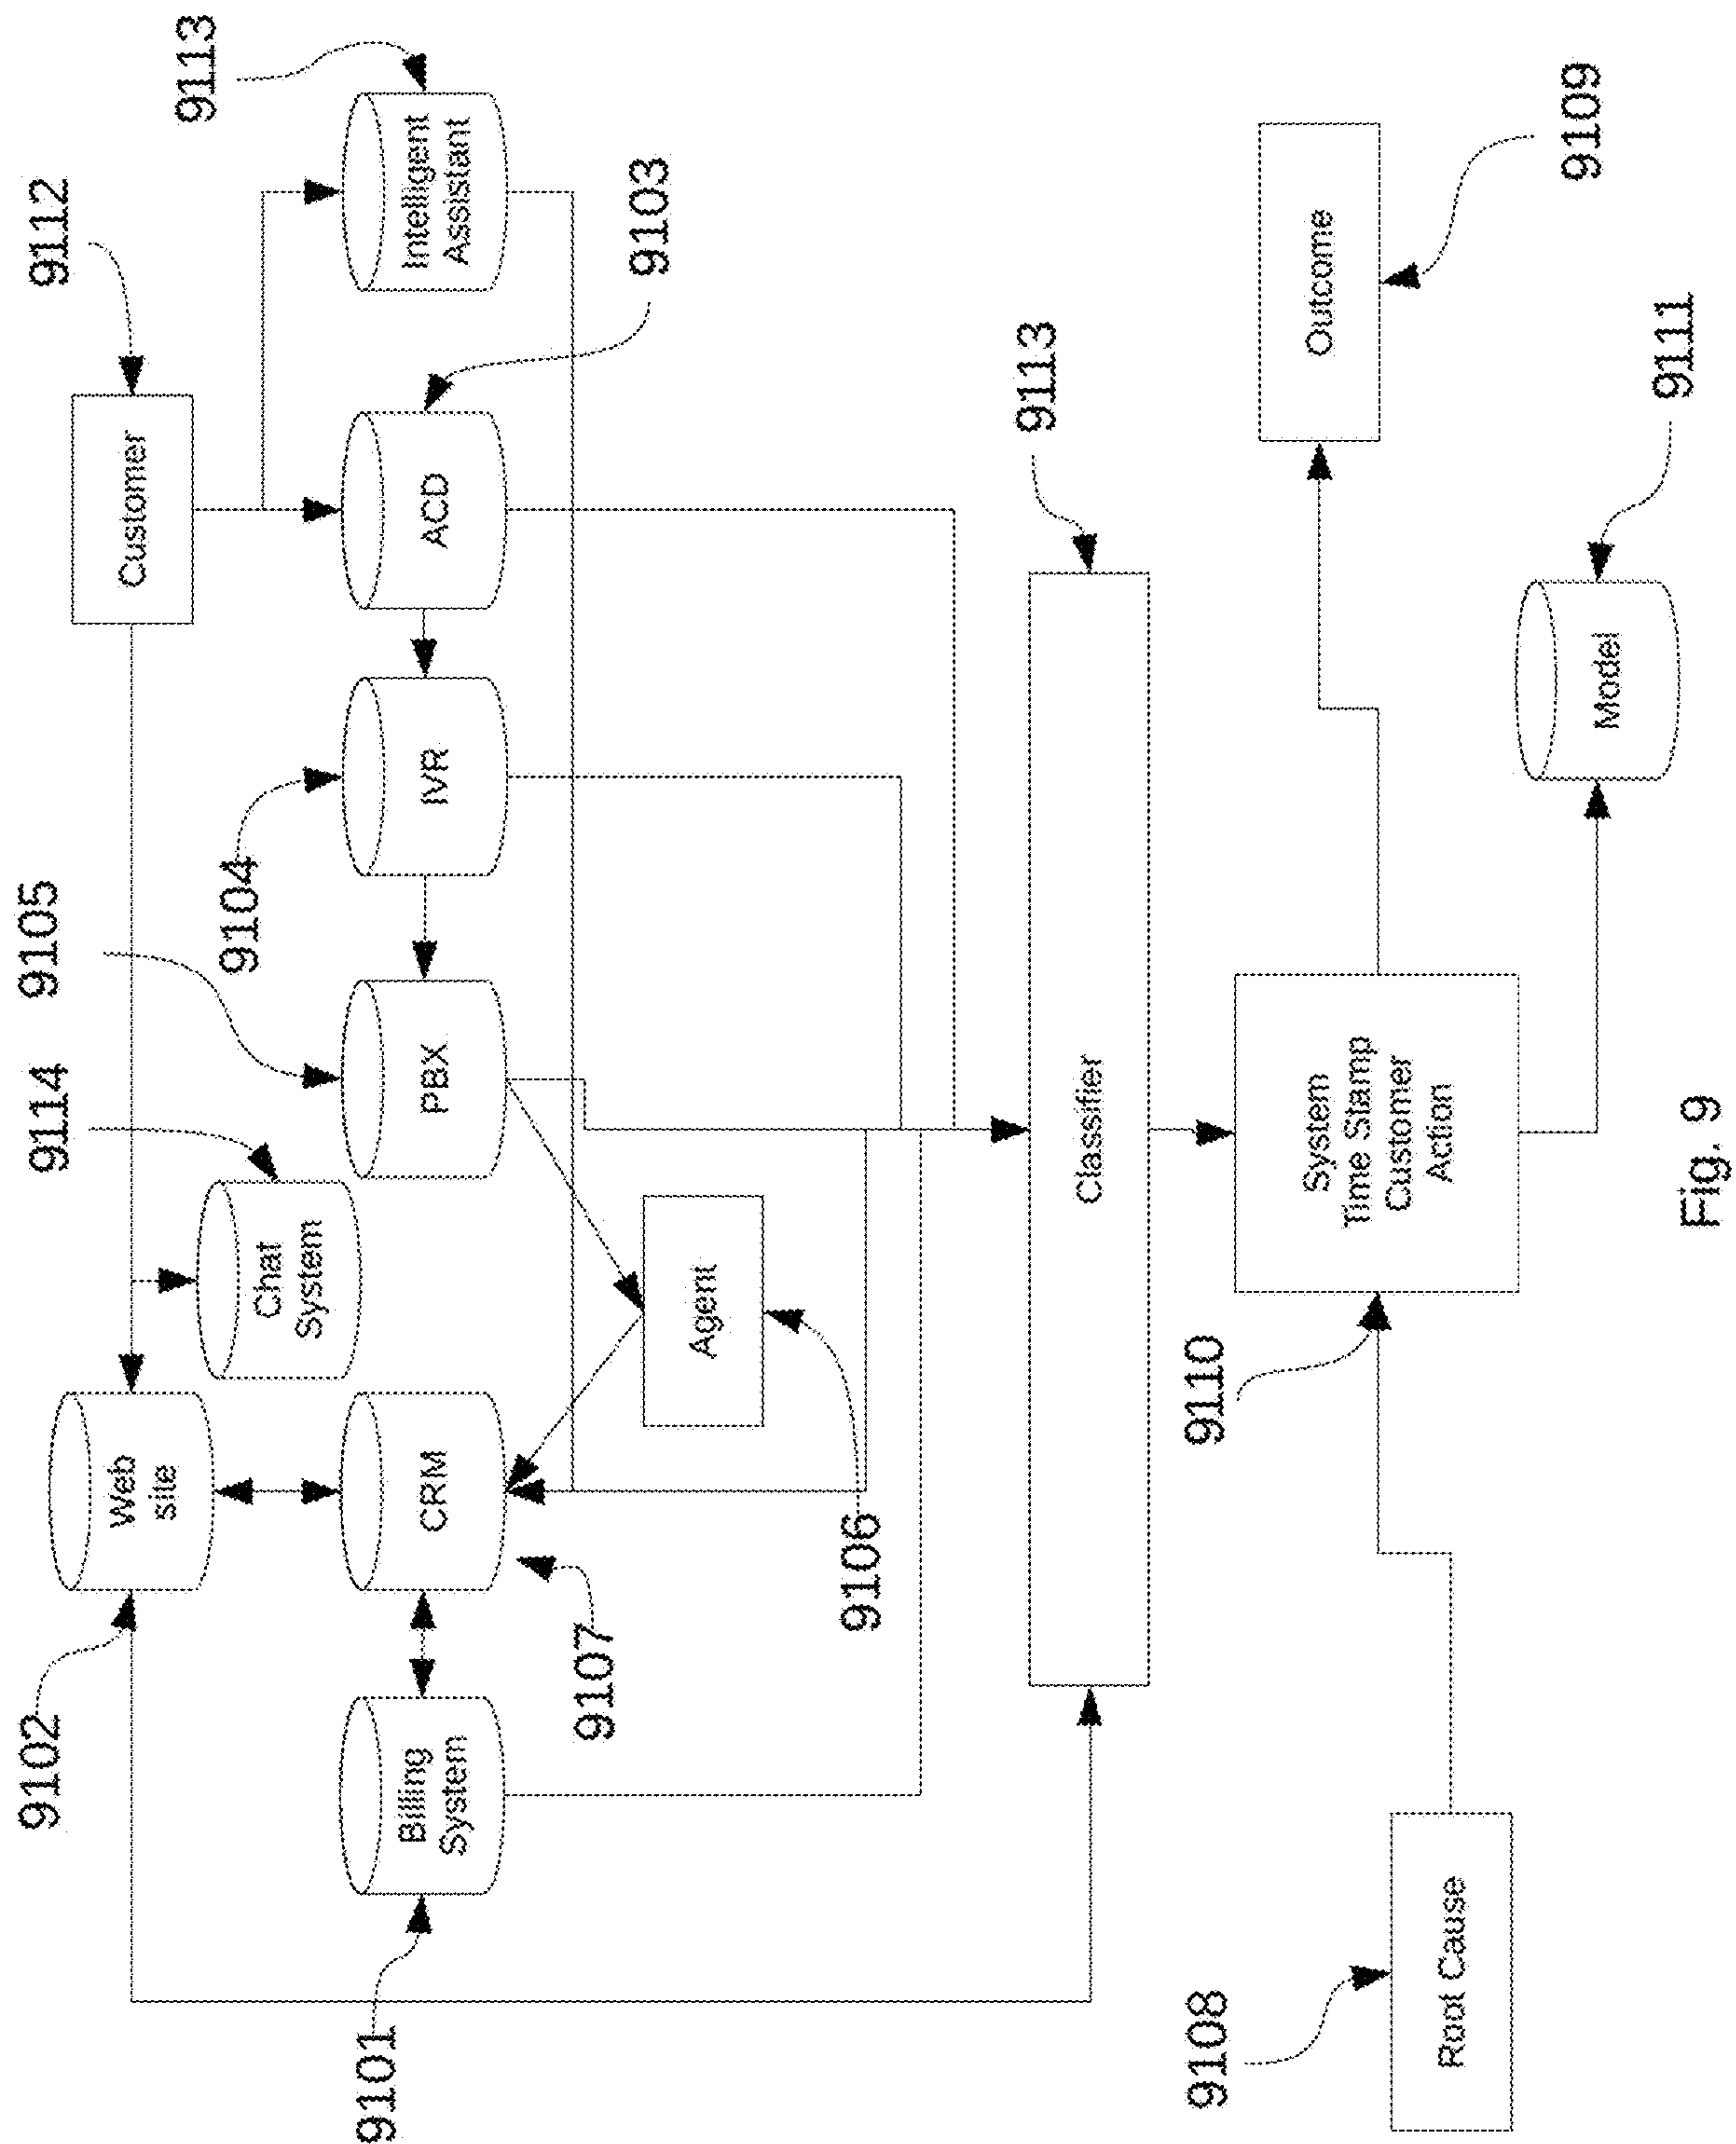 9112
9113
Customer
9105
9114
9102
Web
site
Chat
System
9104
9103
9101
Billing
System
CRM
PBX
IVR
ACD
Intelligent
Assistant
9107
Agent
9106
9113
Classifier
9110
9108
Root Cause
System
Time Stamp
Customer
Action
Outcome
9109
Model
9111
Fig. 9